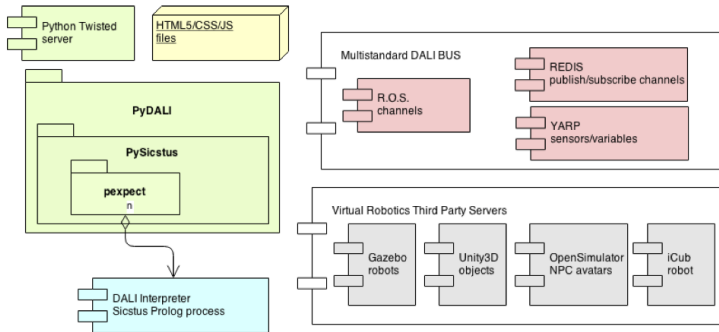 Python Twisted
server
HTML5/CSS/JS
files
PyDALI
PySicstus
pexpect
n
DALI Interpreter
Sicstus Prolog process
Multistandard DALI BUS
R.O.S.
channels
REDIS
publish/subscribe channels
YARP
sensors/variables
Virtual Robotics Third Party Servers
Gazebo
robots
Unity3D
objects
OpenSimulator
NPC avatars
iCub
robot